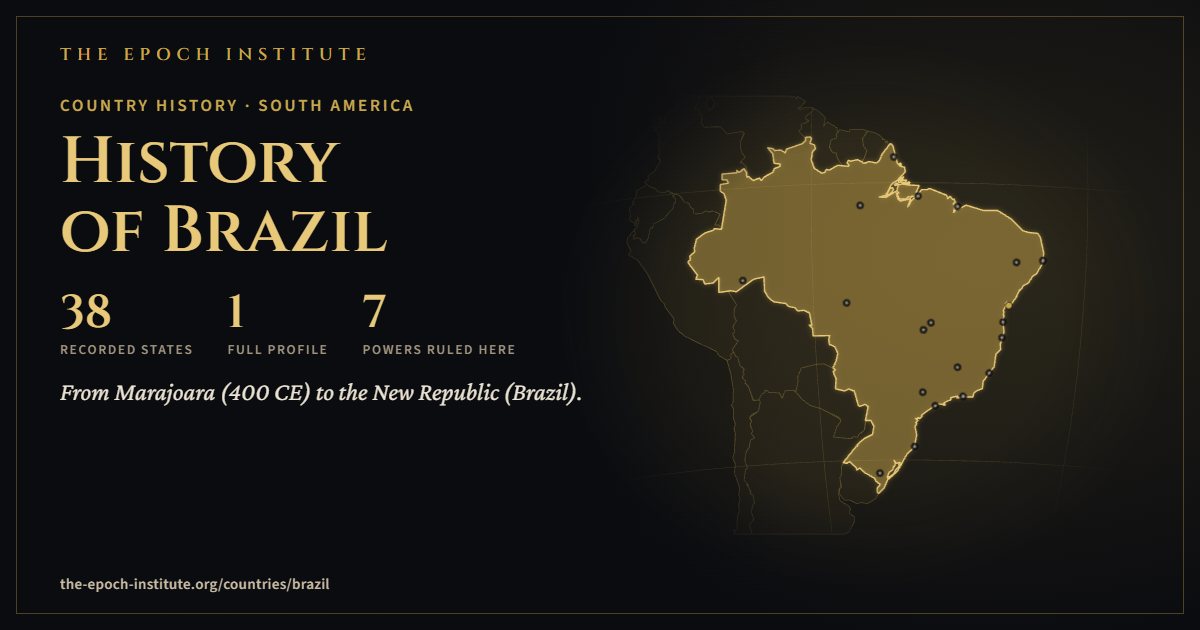 THE EPOCH INSTITUTE
COUNTRY HISTORY · SOUTH AMERICA
HISTORY
OF BRAZIL
38 1 7
RECORDED STATES FULL PROFILE POWERS RULED HERE
From Marajoara (400 CE) to the New Republic (Brazil).
the-epoch-institute.org/countries/brazil